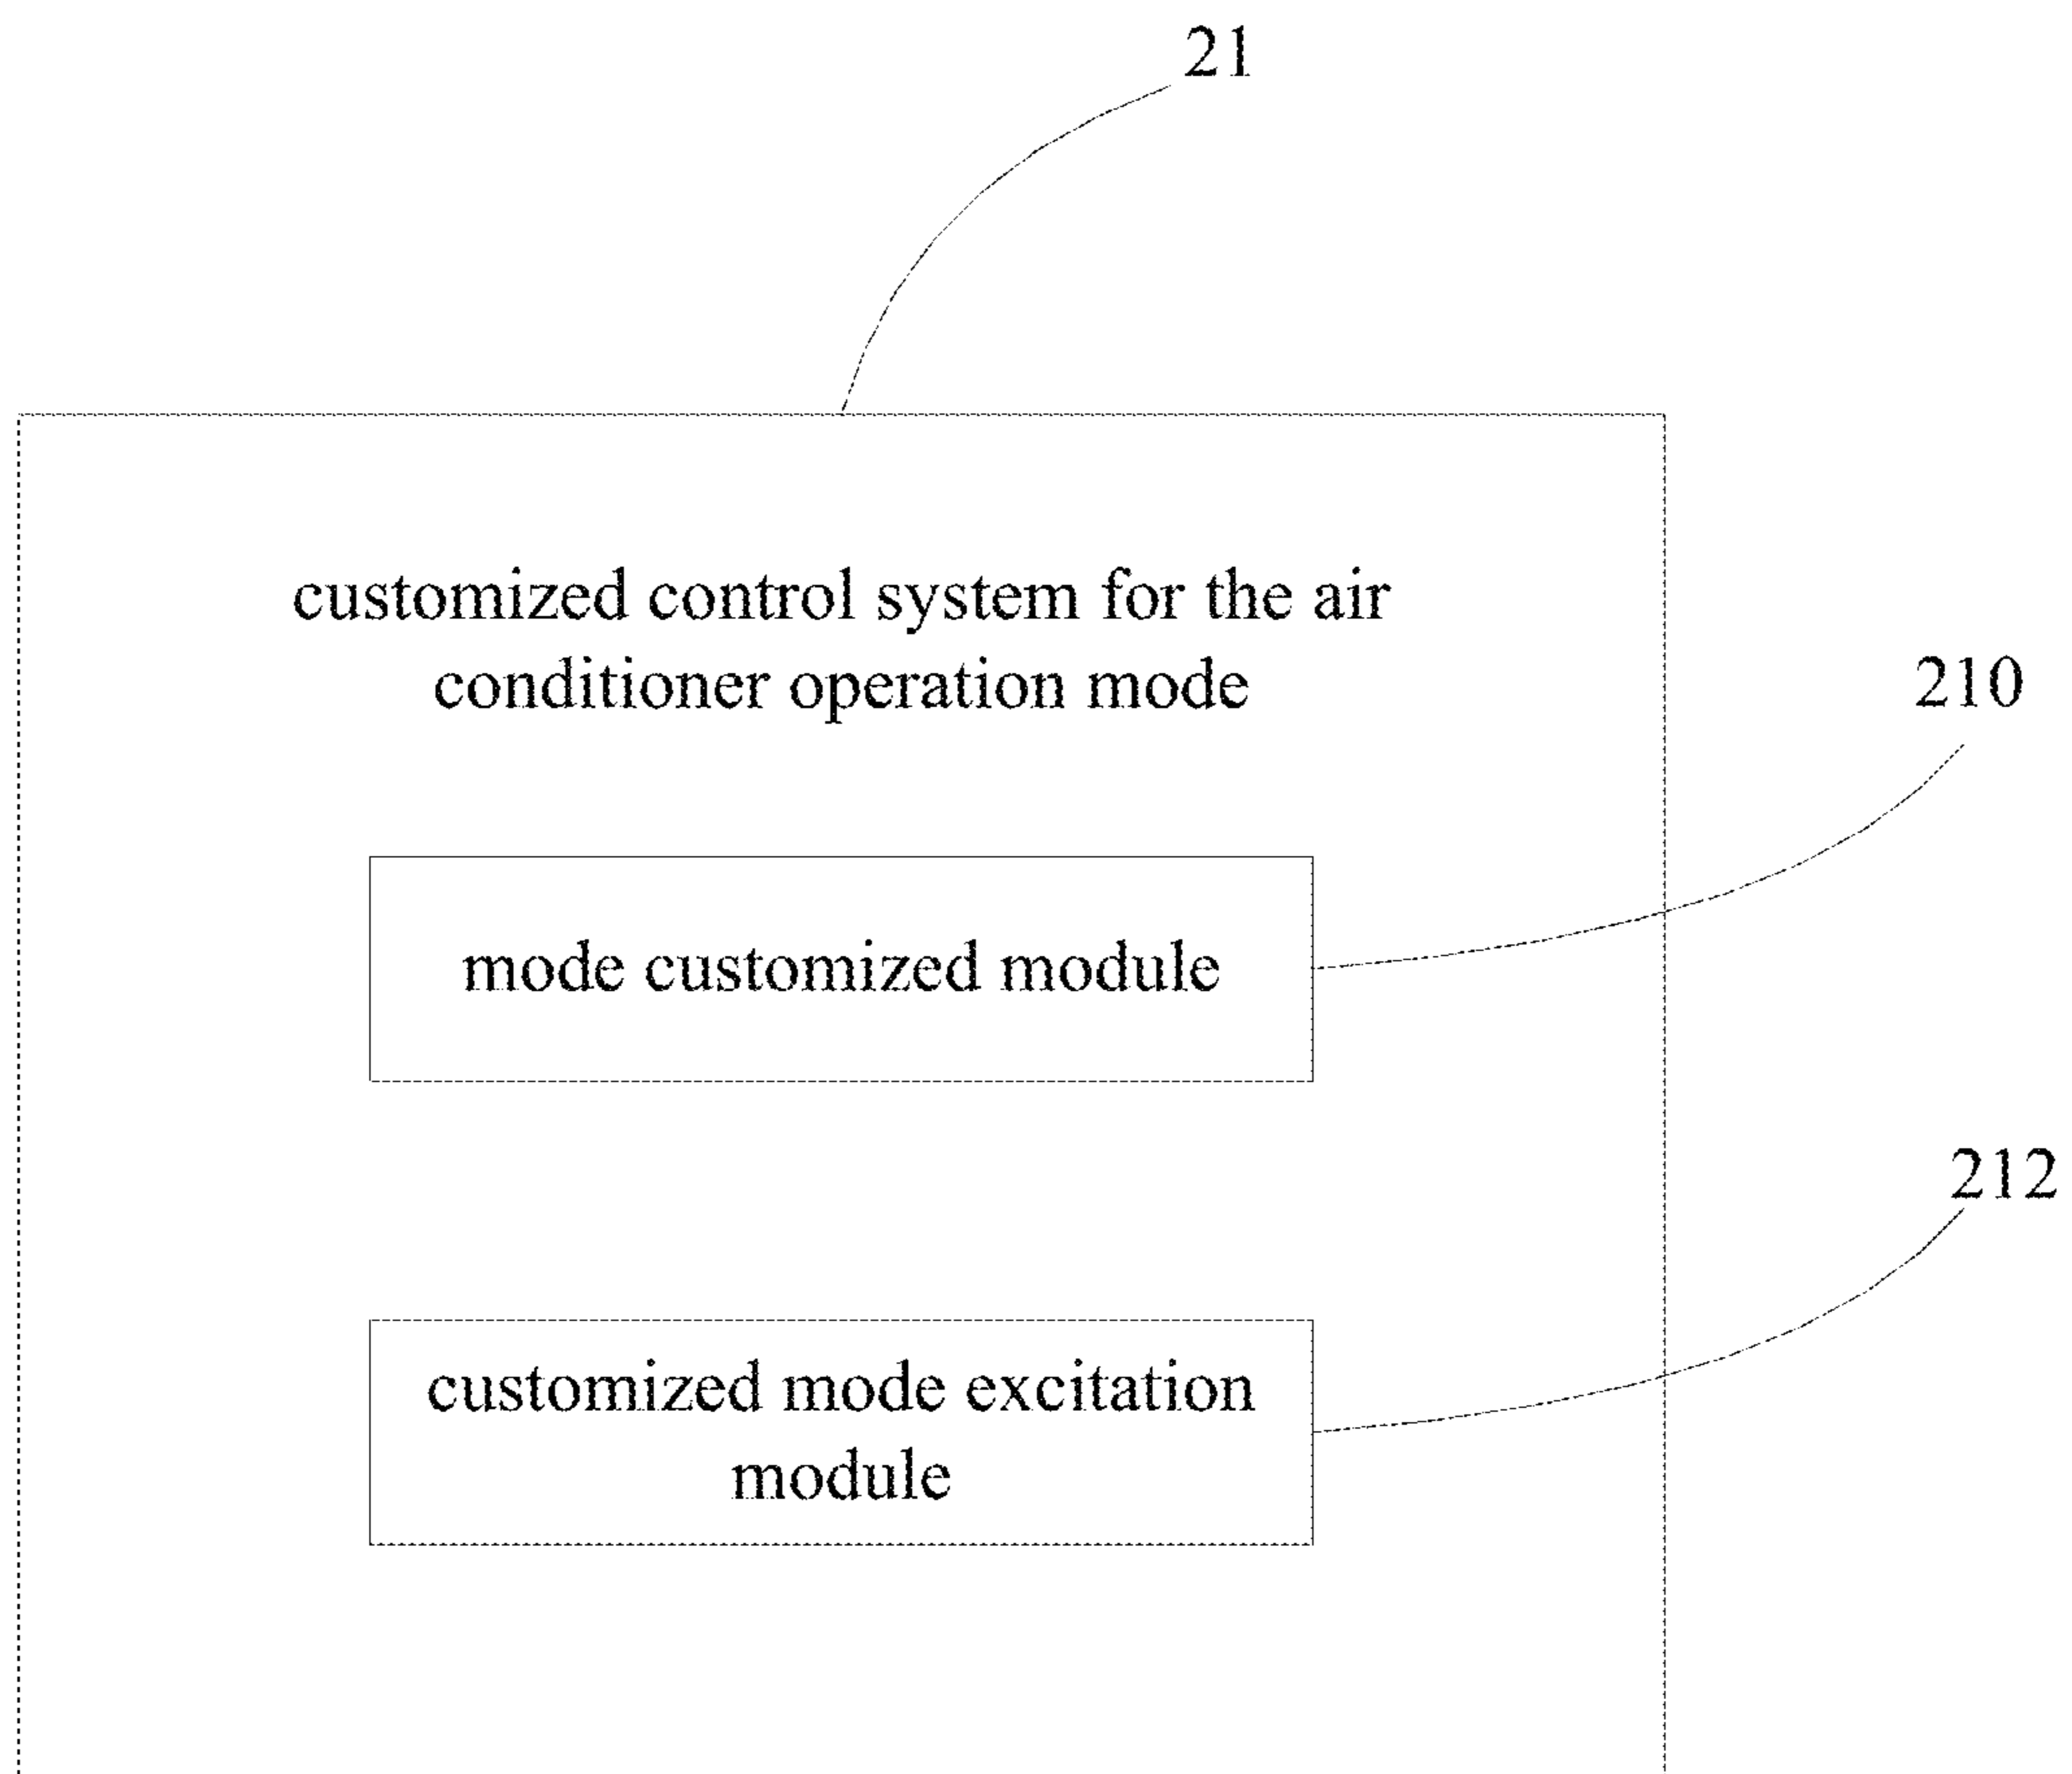 21
customized control system for the air
conditioner operation mode
210
mode customized module
212
customized mode excitation
module